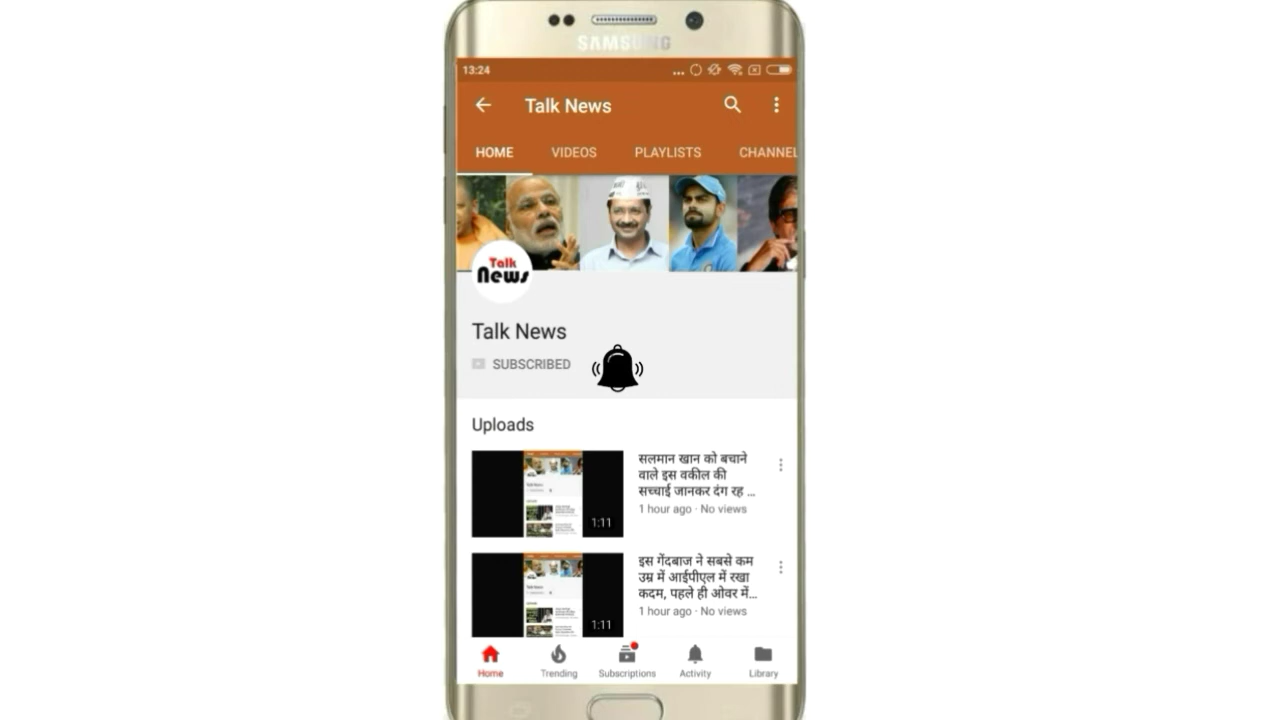 SAMSUNG
13:24
Talk News
HOME VIDEOS PLAYLISTS CHANNEL
Talk
News
Talk News
SUBSCRIBED
Uploads
सलमान खान को बचाने
वाले इस वकील की
सच्चाई जानकर दंग रह ...
1 hour ago · No views
1:11
इस गेंदबाज ने सबसे कम
उम्र में आईपीएल में रखा
कदम, पहले ही ओवर में...
1 hour ago · No views
1:11
Home Trending Subscriptions Activity Library